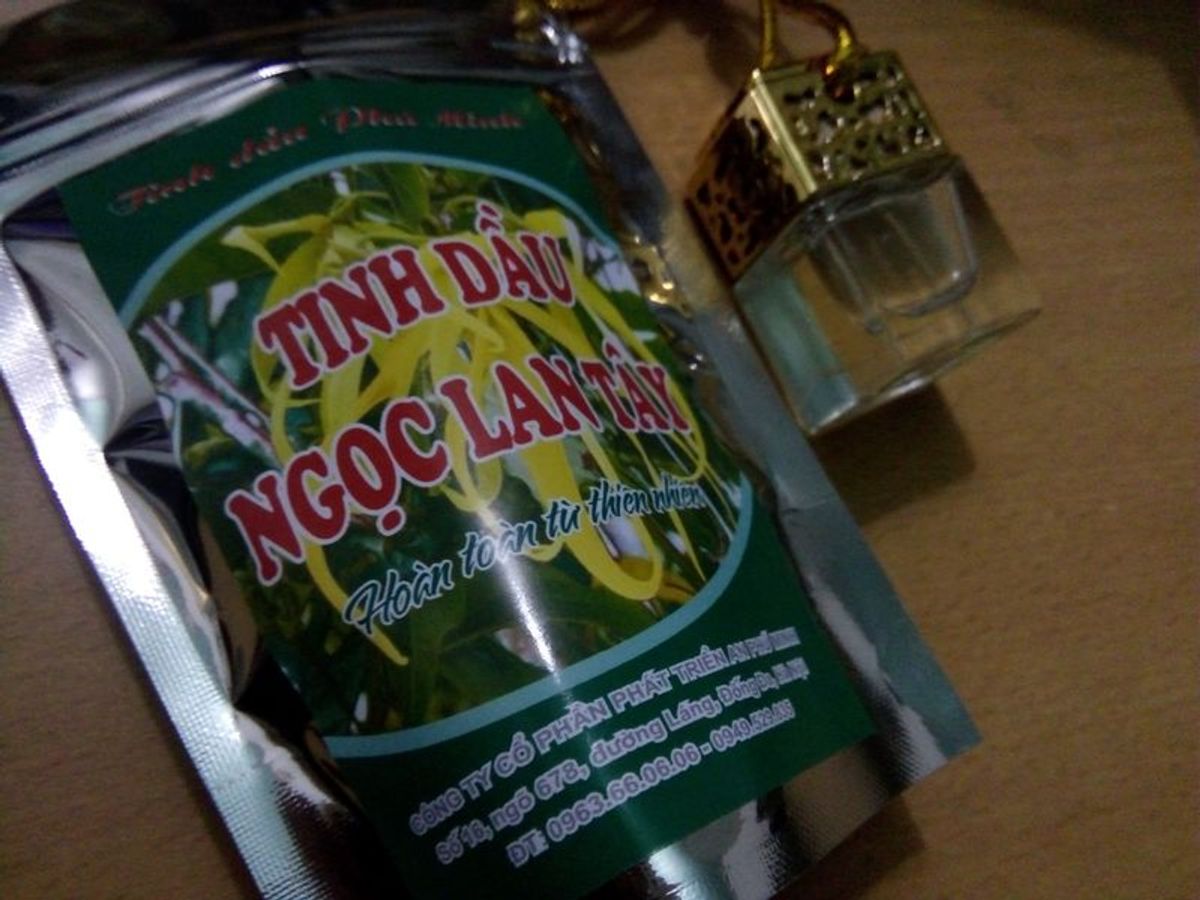 Tinh dầu Phú Minh
TINH DẦU
NGỌC LAN TÂY
Hoàn toàn từ thiên nhiên
CÔNG TY CỔ PHẦN PHÁT TRIỂN AN PHÚ MINH
Số 16, ngõ 678, đường Láng, Đống Đa, Hà Nội
ĐT: 0963.66.06.06 - 0949.529.635